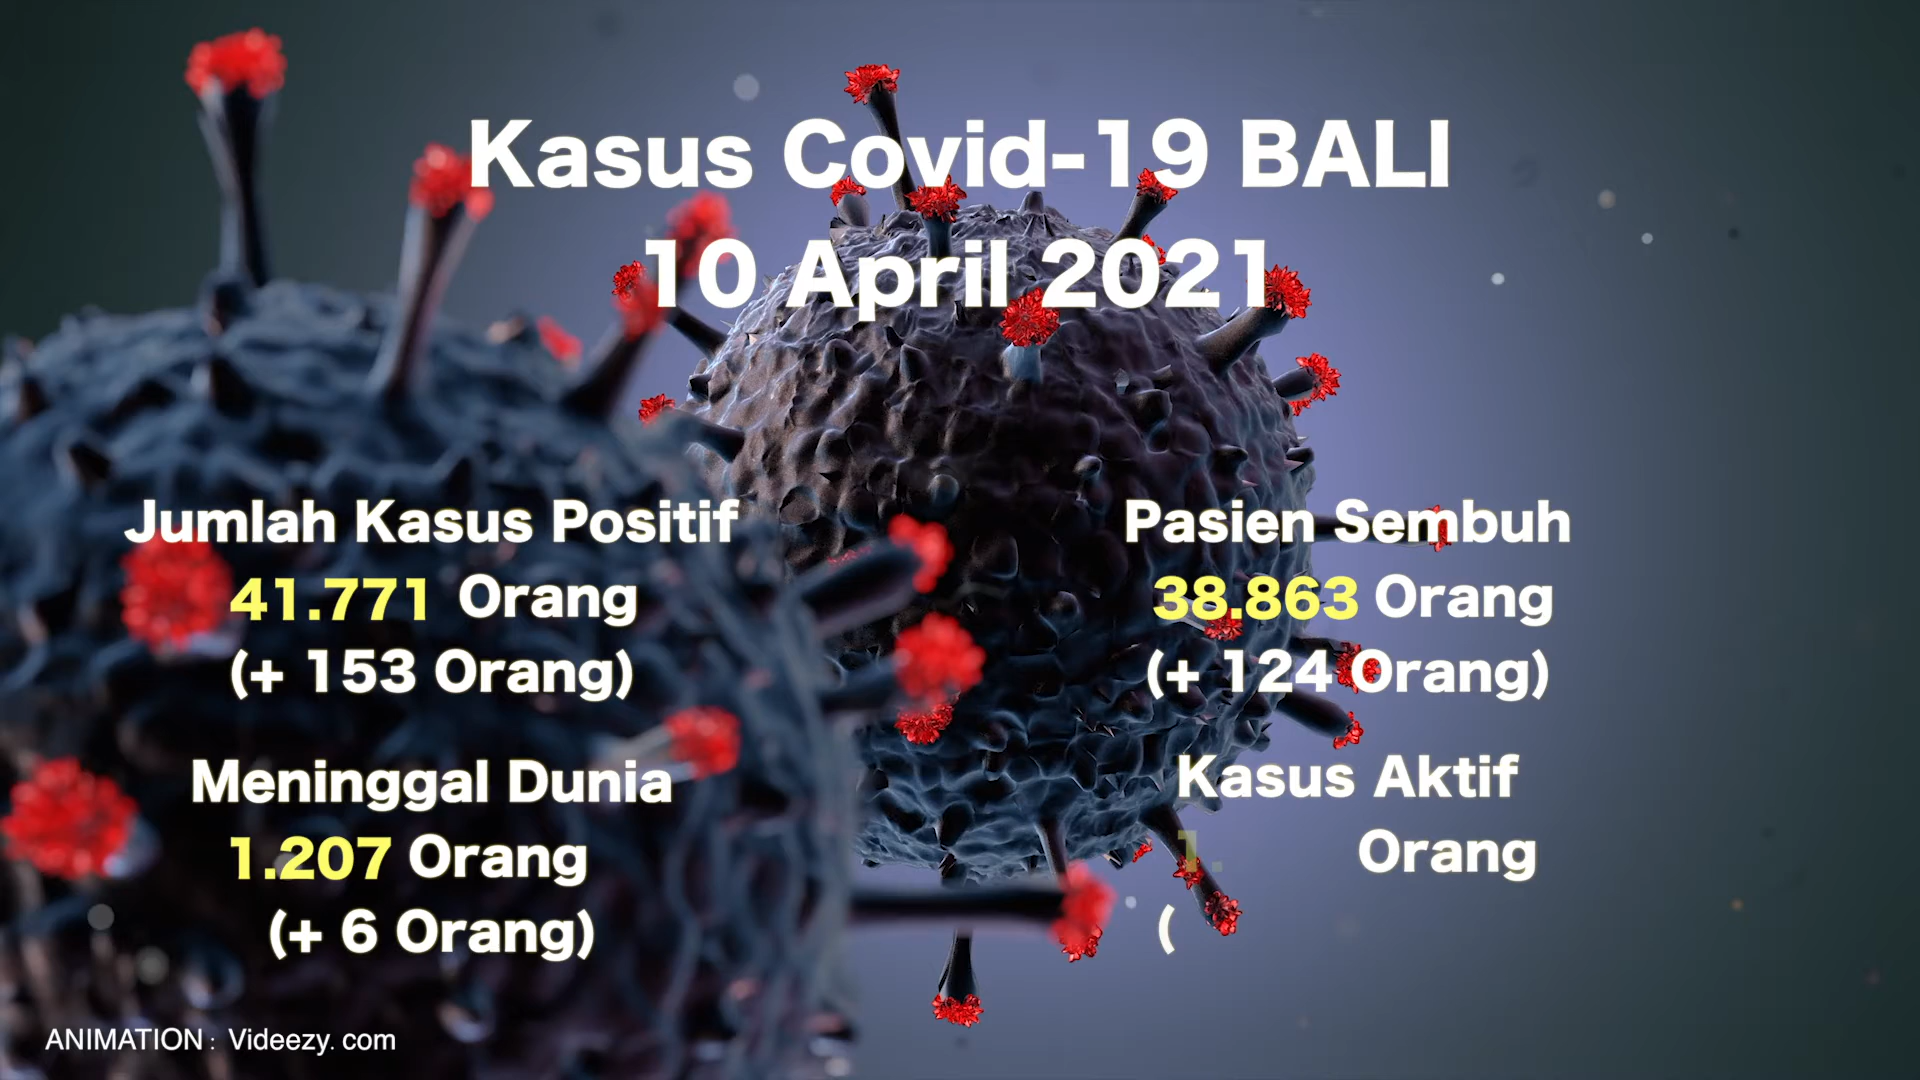 Kasus Covid-19 BALI
10 April 2021
Jumlah Kasus Positif
41.771 Orang
(+ 153 Orang)
Pasien Sembuh
38.863 Orang
(+ 124 Orang)
Meninggal Dunia
1.207 Orang
(+ 6 Orang)
Kasus Aktif
1. Orang
(
ANIMATION : Videezy. com